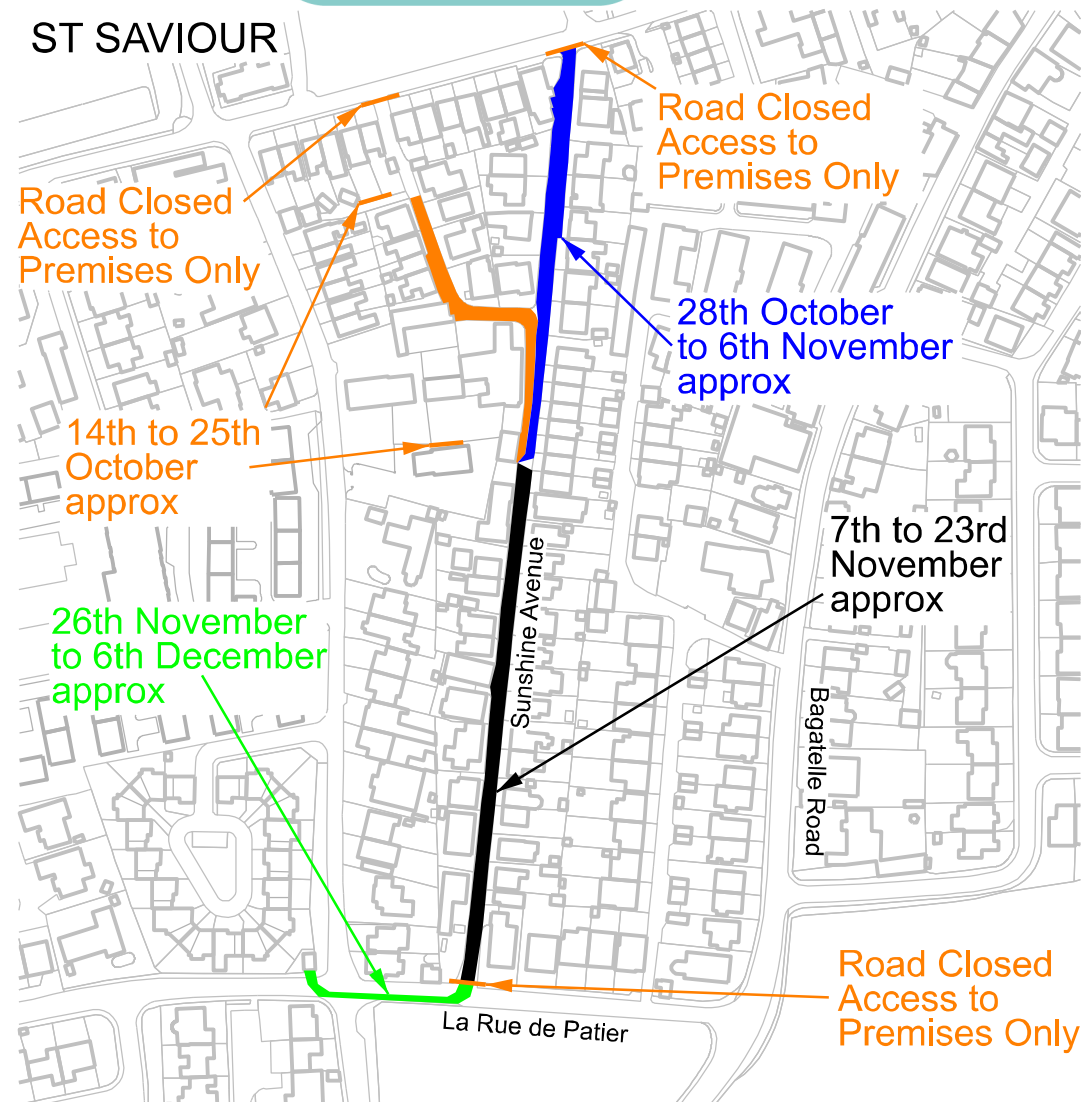 ST SAVIOUR
Road Closed
Access to
Premises Only
Road Closed
Access to
Premises Only
28th October
to 6th November
approx
14th to 25th
October
approx
7th to 23rd
November
approx
Sunshine Avenue
26th November
to 6th December
approx
Bagatelle Road
Road Closed
Access to
Premises Only
La Rue de Patier